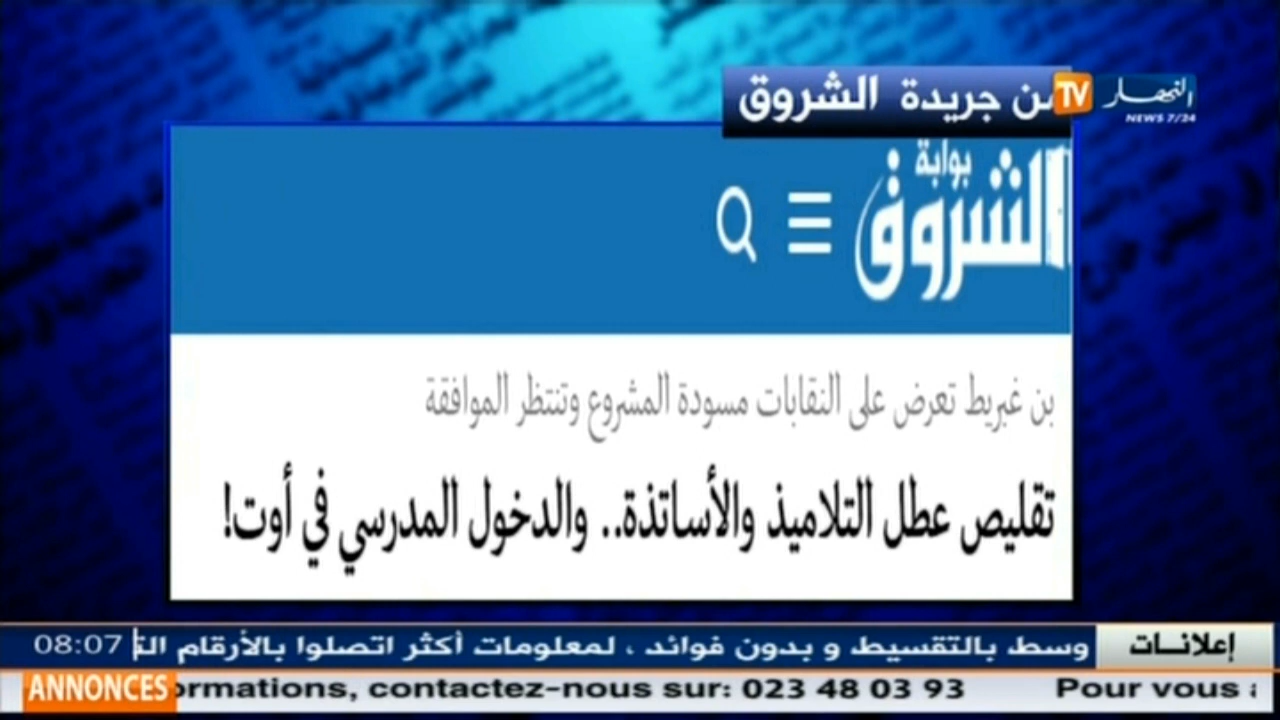 من جريدة الشروق
TV النهار
NEWS 7/24
بوابة
الشروق
بن غبريط تعرض على النقابات مسودة المشروع وتنتظر الموافقة
تقليص عطل التلاميذ والأساتذة.. والدخول المدرسي في أوت!
إعلانات
وسط بالتقسيط و بدون فوائد ، لمعلومات أكثر اتصلوا بالأرقام
08:07
ANNONCES
ormations, contactez-nous sur: 023 48 03 93 Pour vous